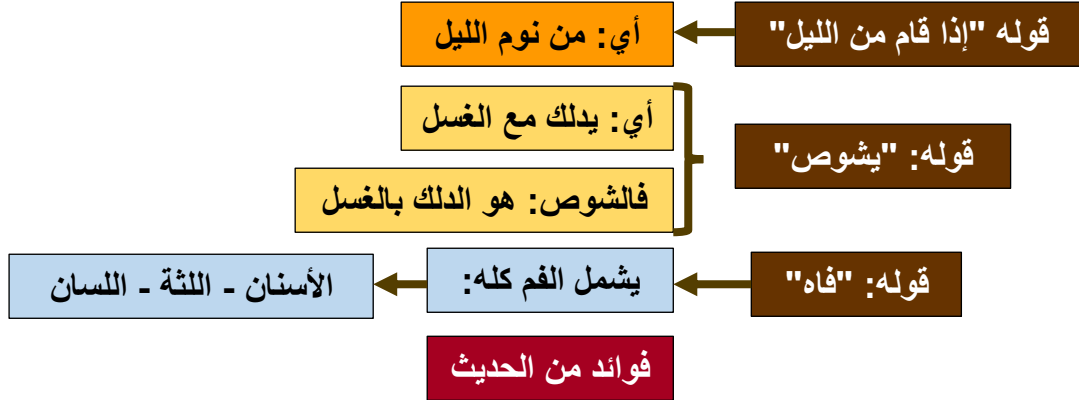 قوله "إذا قام من الليل"
أي: من نوم الليل
قوله: "يشوص"
أي: يدلك مع الغسل
فالشوص: هو الدلك بالغسل
قوله: "فاه"
يشمل الفم كله:
الأسنان - اللثة - اللسان
فوائد من الحديث